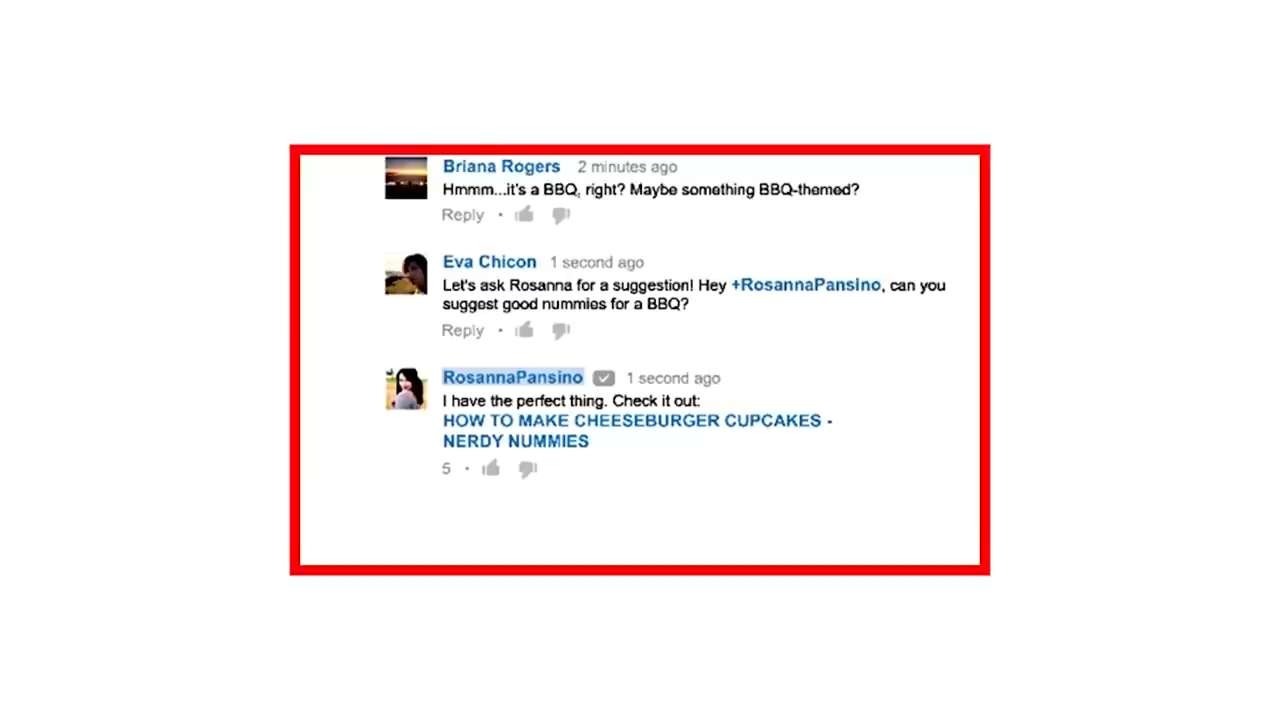 Briana Rogers 2 minutes ago
Hmmm...it's a BBQ, right? Maybe something BBQ-themed?
Reply •
Eva Chicon 1 second ago
Let's ask Rosanna for a suggestion! Hey +RosannaPansino, can you
suggest good nummies for a BBQ?
Reply •
RosannaPansino 1 second ago
I have the perfect thing. Check it out:
HOW TO MAKE CHEESEBURGER CUPCAKES -
NERDY NUMMIES
5 •